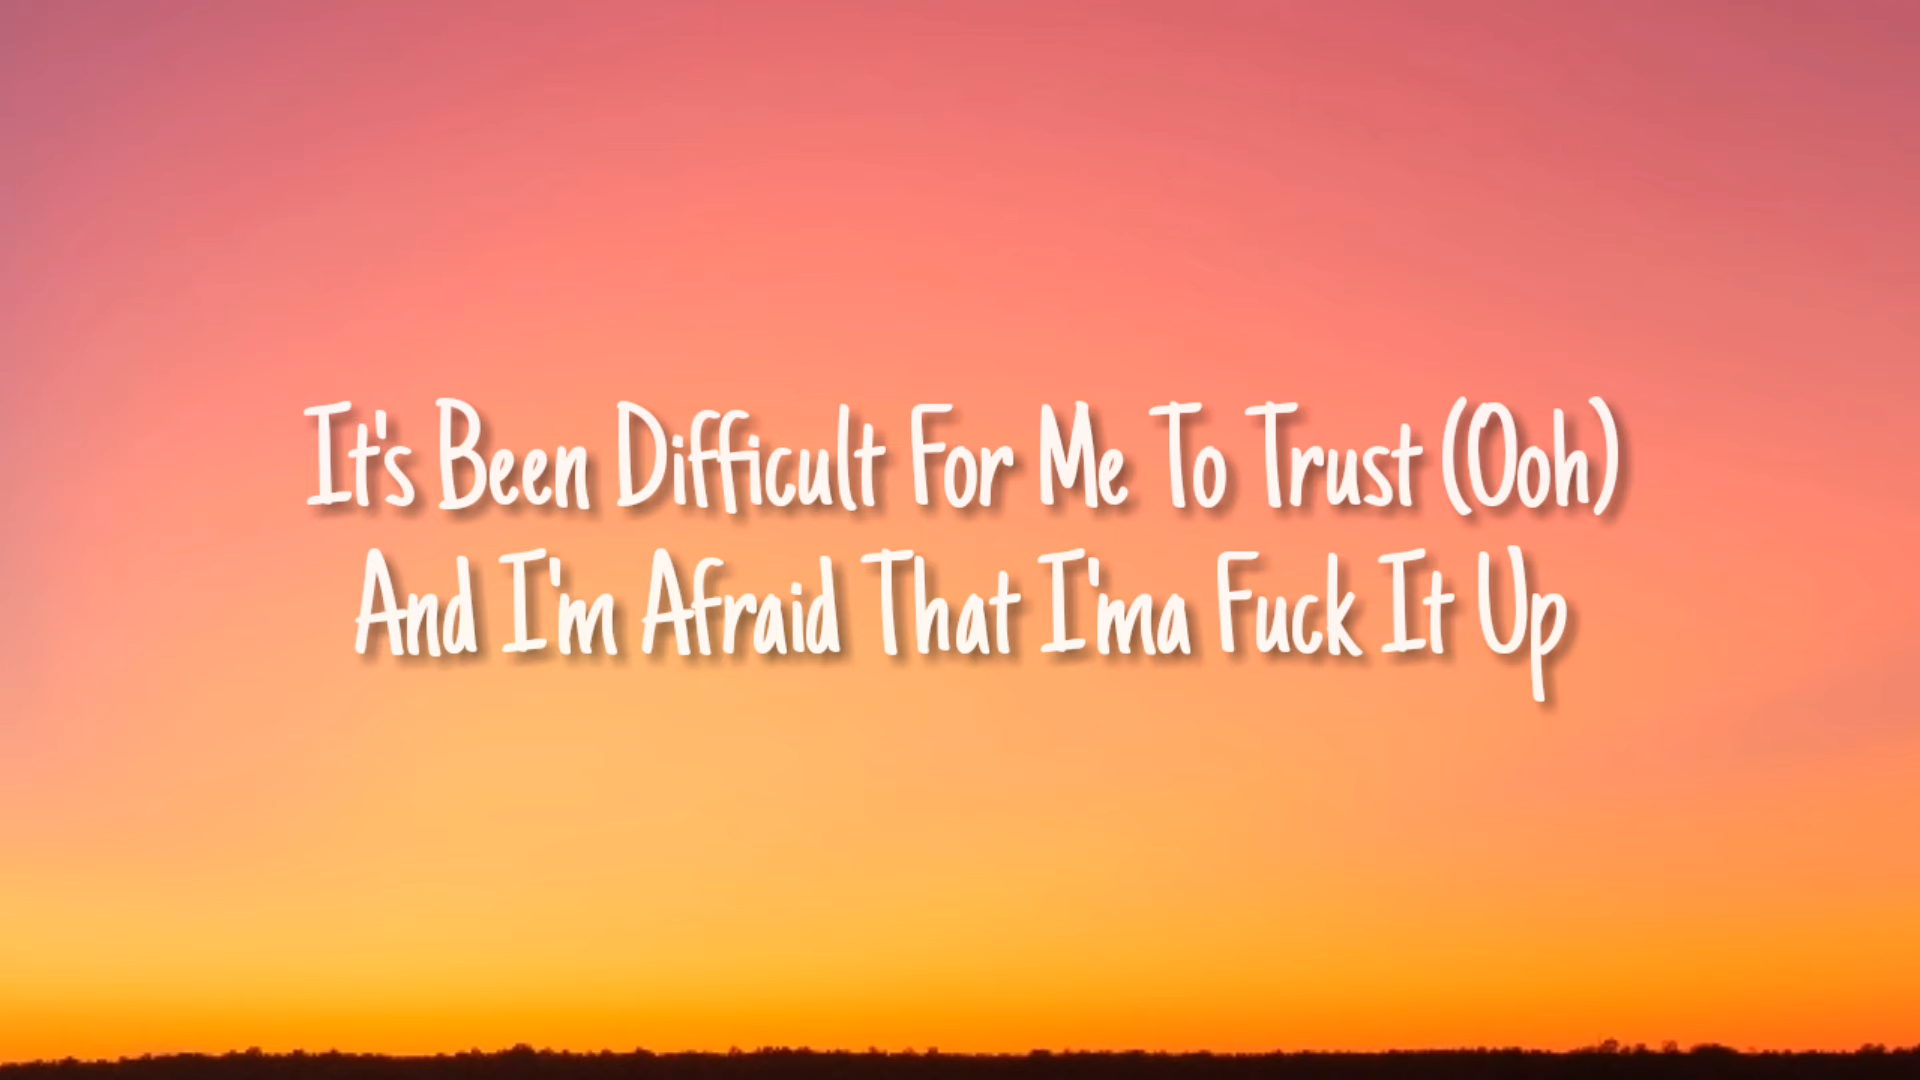 It's Been Difficult For Me To Trust (Ooh)
And I'm Afraid That I'ma Fuck It Up